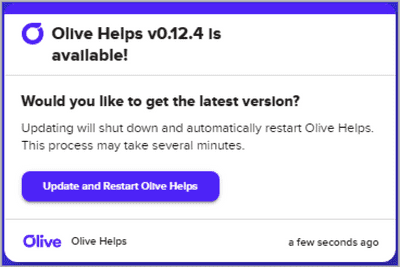 Olive Helps v0.12.4 is
available!
Would you like to get the latest version?
Updating will shut down and automatically restart Olive Helps.
This process may take several minutes.
Update and Restart Olive Helps
Olive Olive Helps a few seconds ago